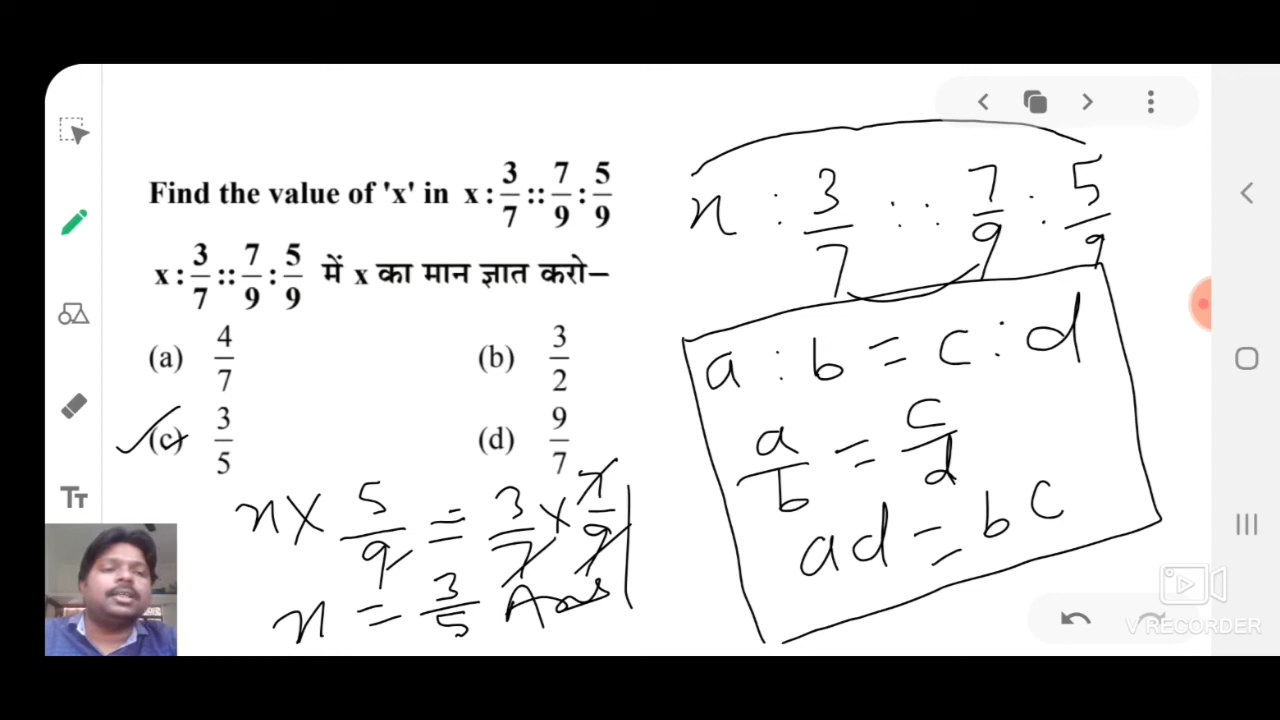 Find the value of 'x' in x : 3/7 :: 7/9 : 5/9
x : 3/7 :: 7/9 : 5/9 में x का मान ज्ञात करो–
(a) 4/7 (b) 3/2
(c) 3/5 (d) 9/7
x × 5/9 = 3/7 × 7/9
x = 3/5 Ans
x : 3/7 :: 7/9 : 5/9
a : b = c : d
a/b = c/d
ad = bc
TT
V RECORDER